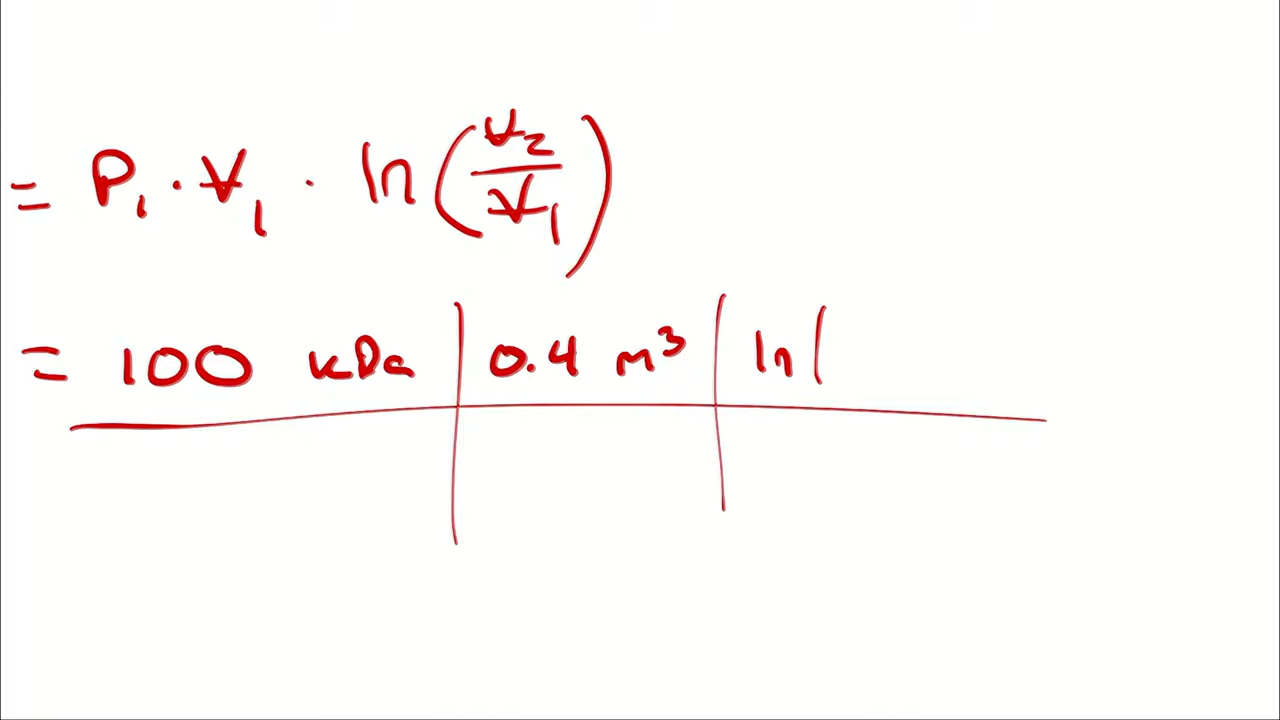 = P₁ · V₁ · ln(V₂/V₁)
= 100 kPa | 0.4 m³ | ln(